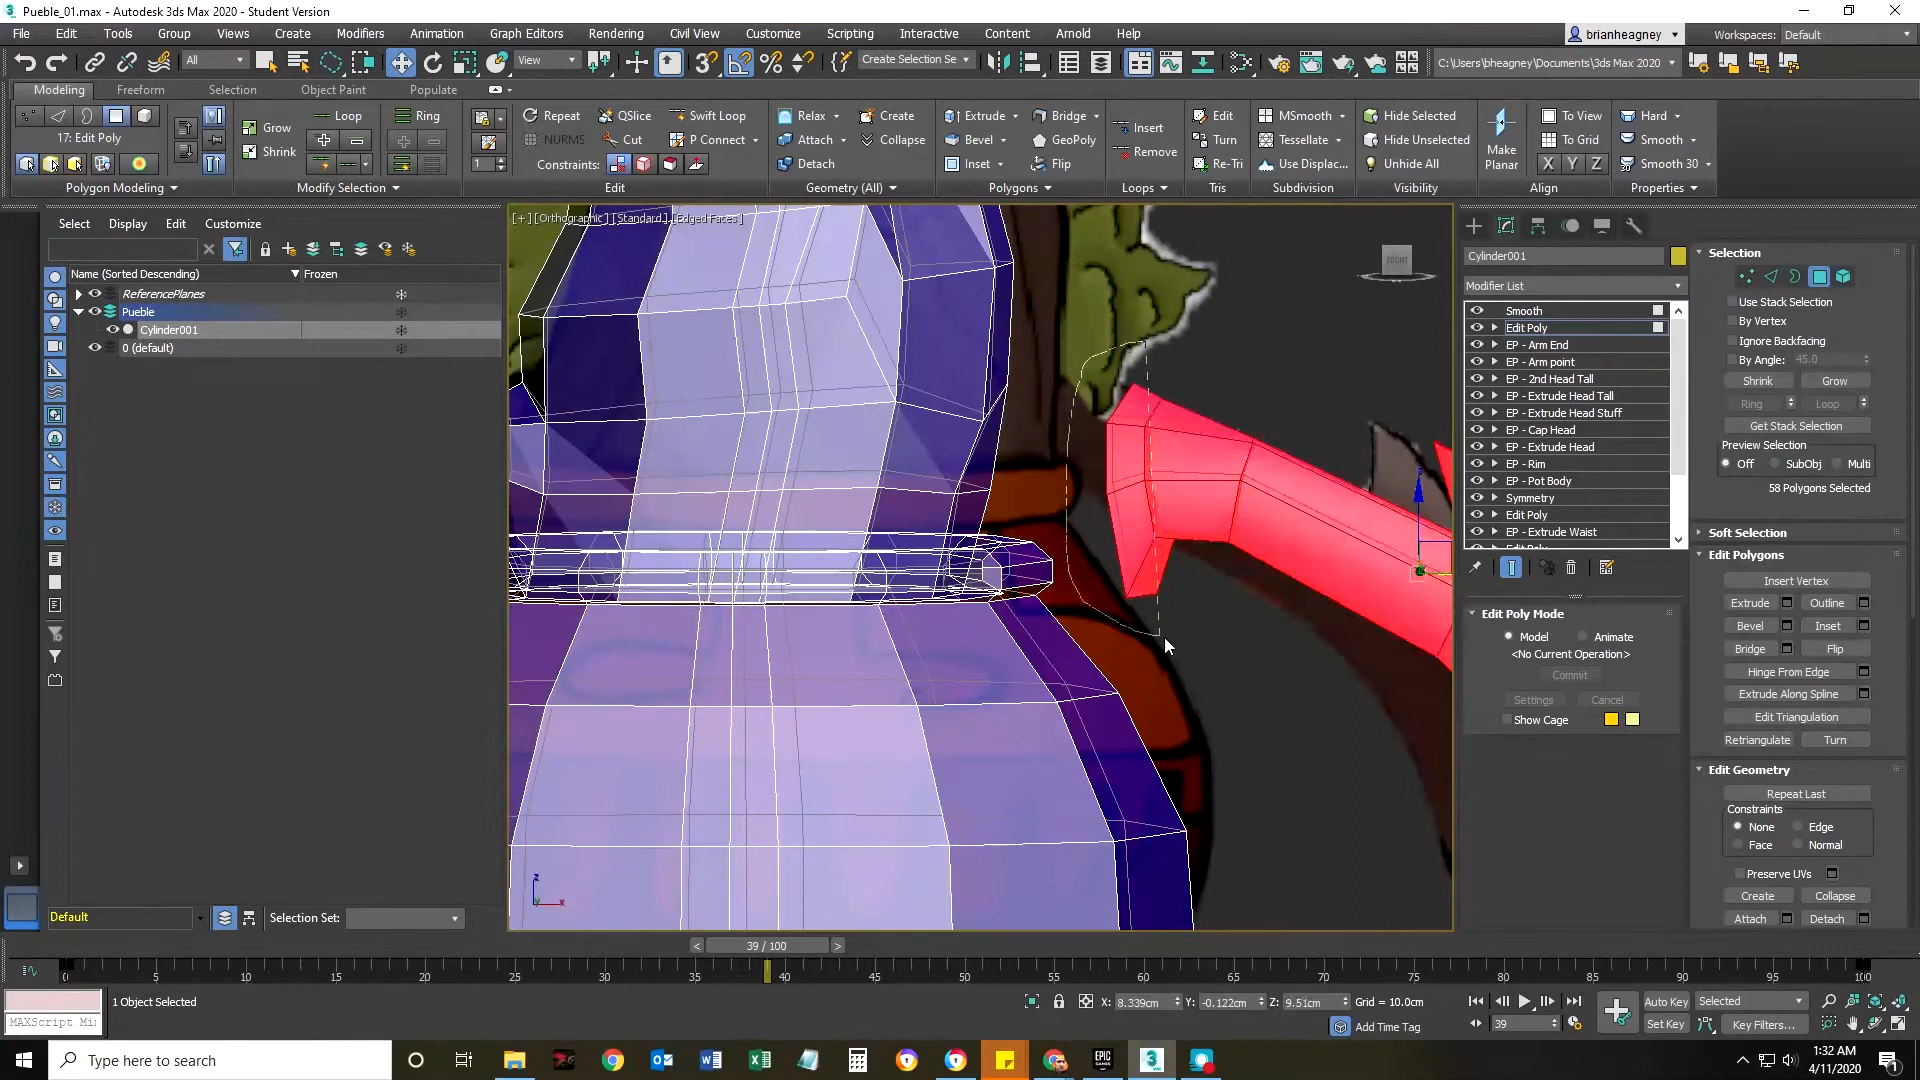 Pueble_01.max - Autodesk 3ds Max 2020 - Student Version
File Edit Tools Group Views Create Modifiers Animation Graph Editors Rendering Civil View Customize Scripting Interactive Content Arnold Help
brianheagney Workspaces: Default
All View Create Selection Se C:\Users\bheagney\Documents\3ds Max 2020
Modeling Freeform Selection Object Paint Populate
17: Edit Poly
Grow Shrink Loop Ring
Repeat QSlice Swift Loop
NURMS Cut P Connect
Constraints:
1
Relax Create
Attach Collapse
Detach
Extrude Bridge
Bevel GeoPoly
Inset Flip
Insert
Remove
Edit
Turn
Re-Tri
MSmooth
Tessellate
Use Displac...
Hide Selected
Hide Unselected
Unhide All
Make Planar
To View
To Grid
X Y Z
Hard
Smooth
Smooth 30
Polygon Modeling Modify Selection Edit Geometry (All) Polygons Loops Tris Subdivision Visibility Align Properties
Select Display Edit Customize
Name (Sorted Descending) Frozen
ReferencePlanes
Pueble
Cylinder001
0 (default)
[+] [Orthographic] [Standard] [Edged Faces]
FRONT
z
x
Cylinder001
Modifier List
Smooth
Edit Poly
EP - Arm End
EP - Arm point
EP - 2nd Head Tall
EP - Extrude Head Tall
EP - Extrude Head Stuff
EP - Cap Head
EP - Extrude Head
EP - Rim
EP - Pot Body
Symmetry
Edit Poly
EP - Extrude Waist
Edit Poly Mode
Model Animate
<No Current Operation>
Commit
Settings Cancel
Show Cage
Selection
Use Stack Selection
By Vertex
Ignore Backfacing
By Angle: 45.0
Shrink Grow
Ring Loop
Get Stack Selection
Preview Selection
Off SubObj Multi
58 Polygons Selected
Soft Selection
Edit Polygons
Insert Vertex
Extrude Outline
Bevel Inset
Bridge Flip
Hinge From Edge
Extrude Along Spline
Edit Triangulation
Retriangulate Turn
Edit Geometry
Repeat Last
Constraints
None Edge
Face Normal
Preserve UVs
Create Collapse
Attach Detach
Default Selection Set:
< 39 / 100 >
0 5 10 15 20 25 30 35 40 45 50 55 60 65 70 75 80 85 90 95 100
1 Object Selected
MAXScript Mi
X: 8.339cm Y: -0.122cm Z: 9.51cm Grid = 10.0cm
Add Time Tag
39
Auto Key Selected
Set Key Key Filters...
Type here to search
1:32 AM
4/11/2020